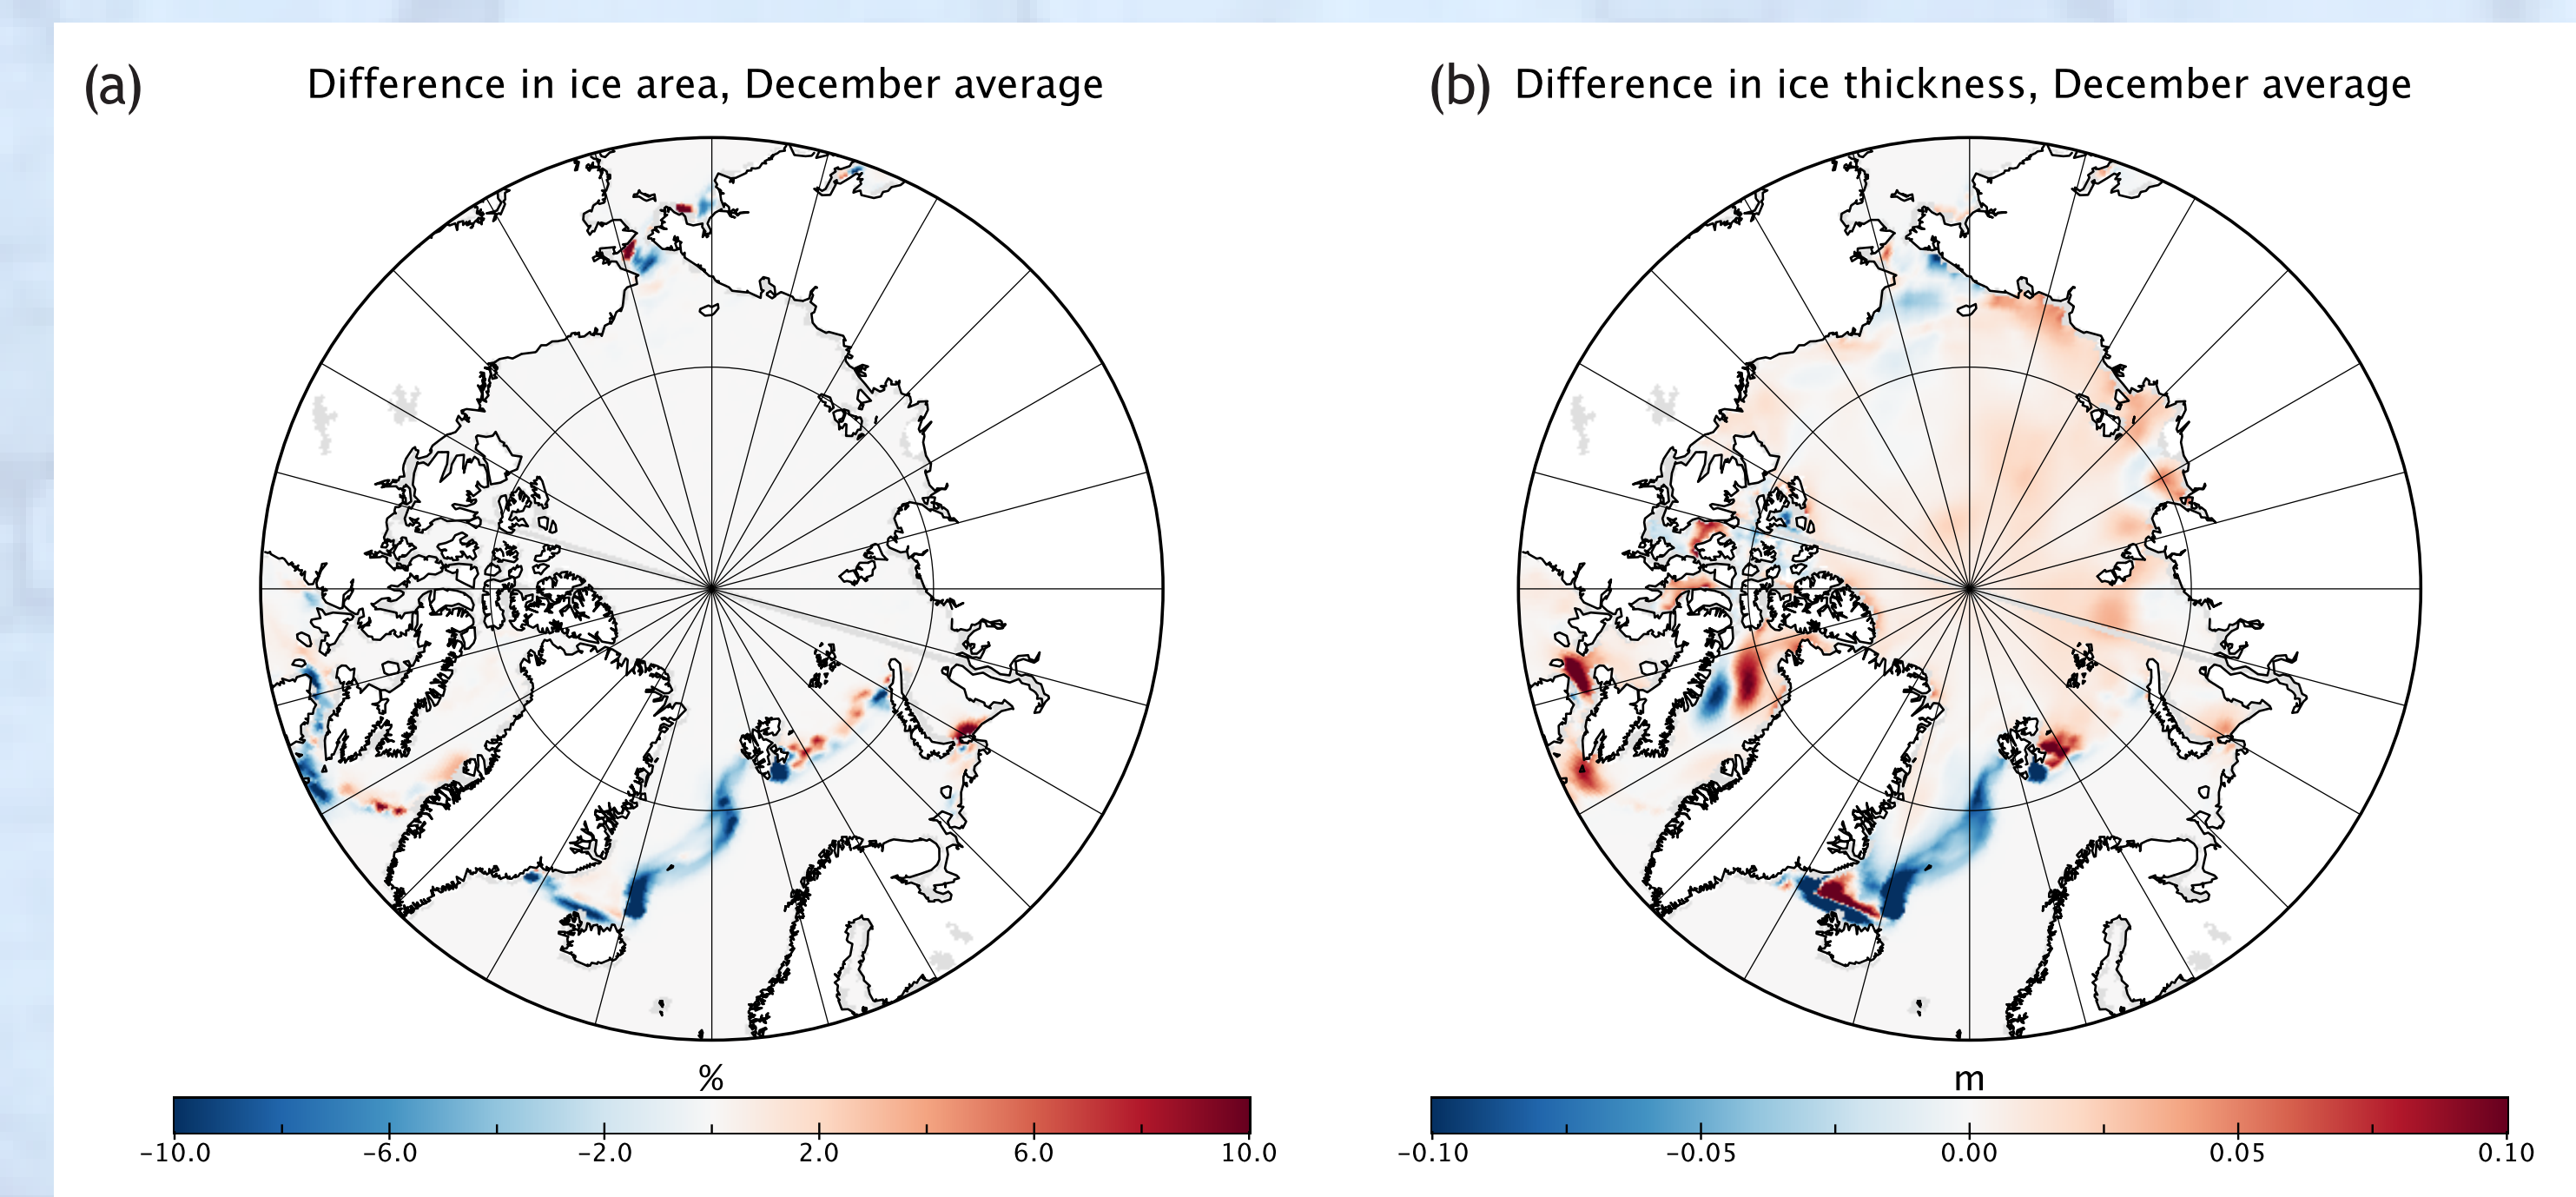 (a) Difference in ice area, December average
(b) Difference in ice thickness, December average
%
−10.0 −6.0 −2.0 2.0 6.0 10.0
m
−0.10 −0.05 0.00 0.05 0.10